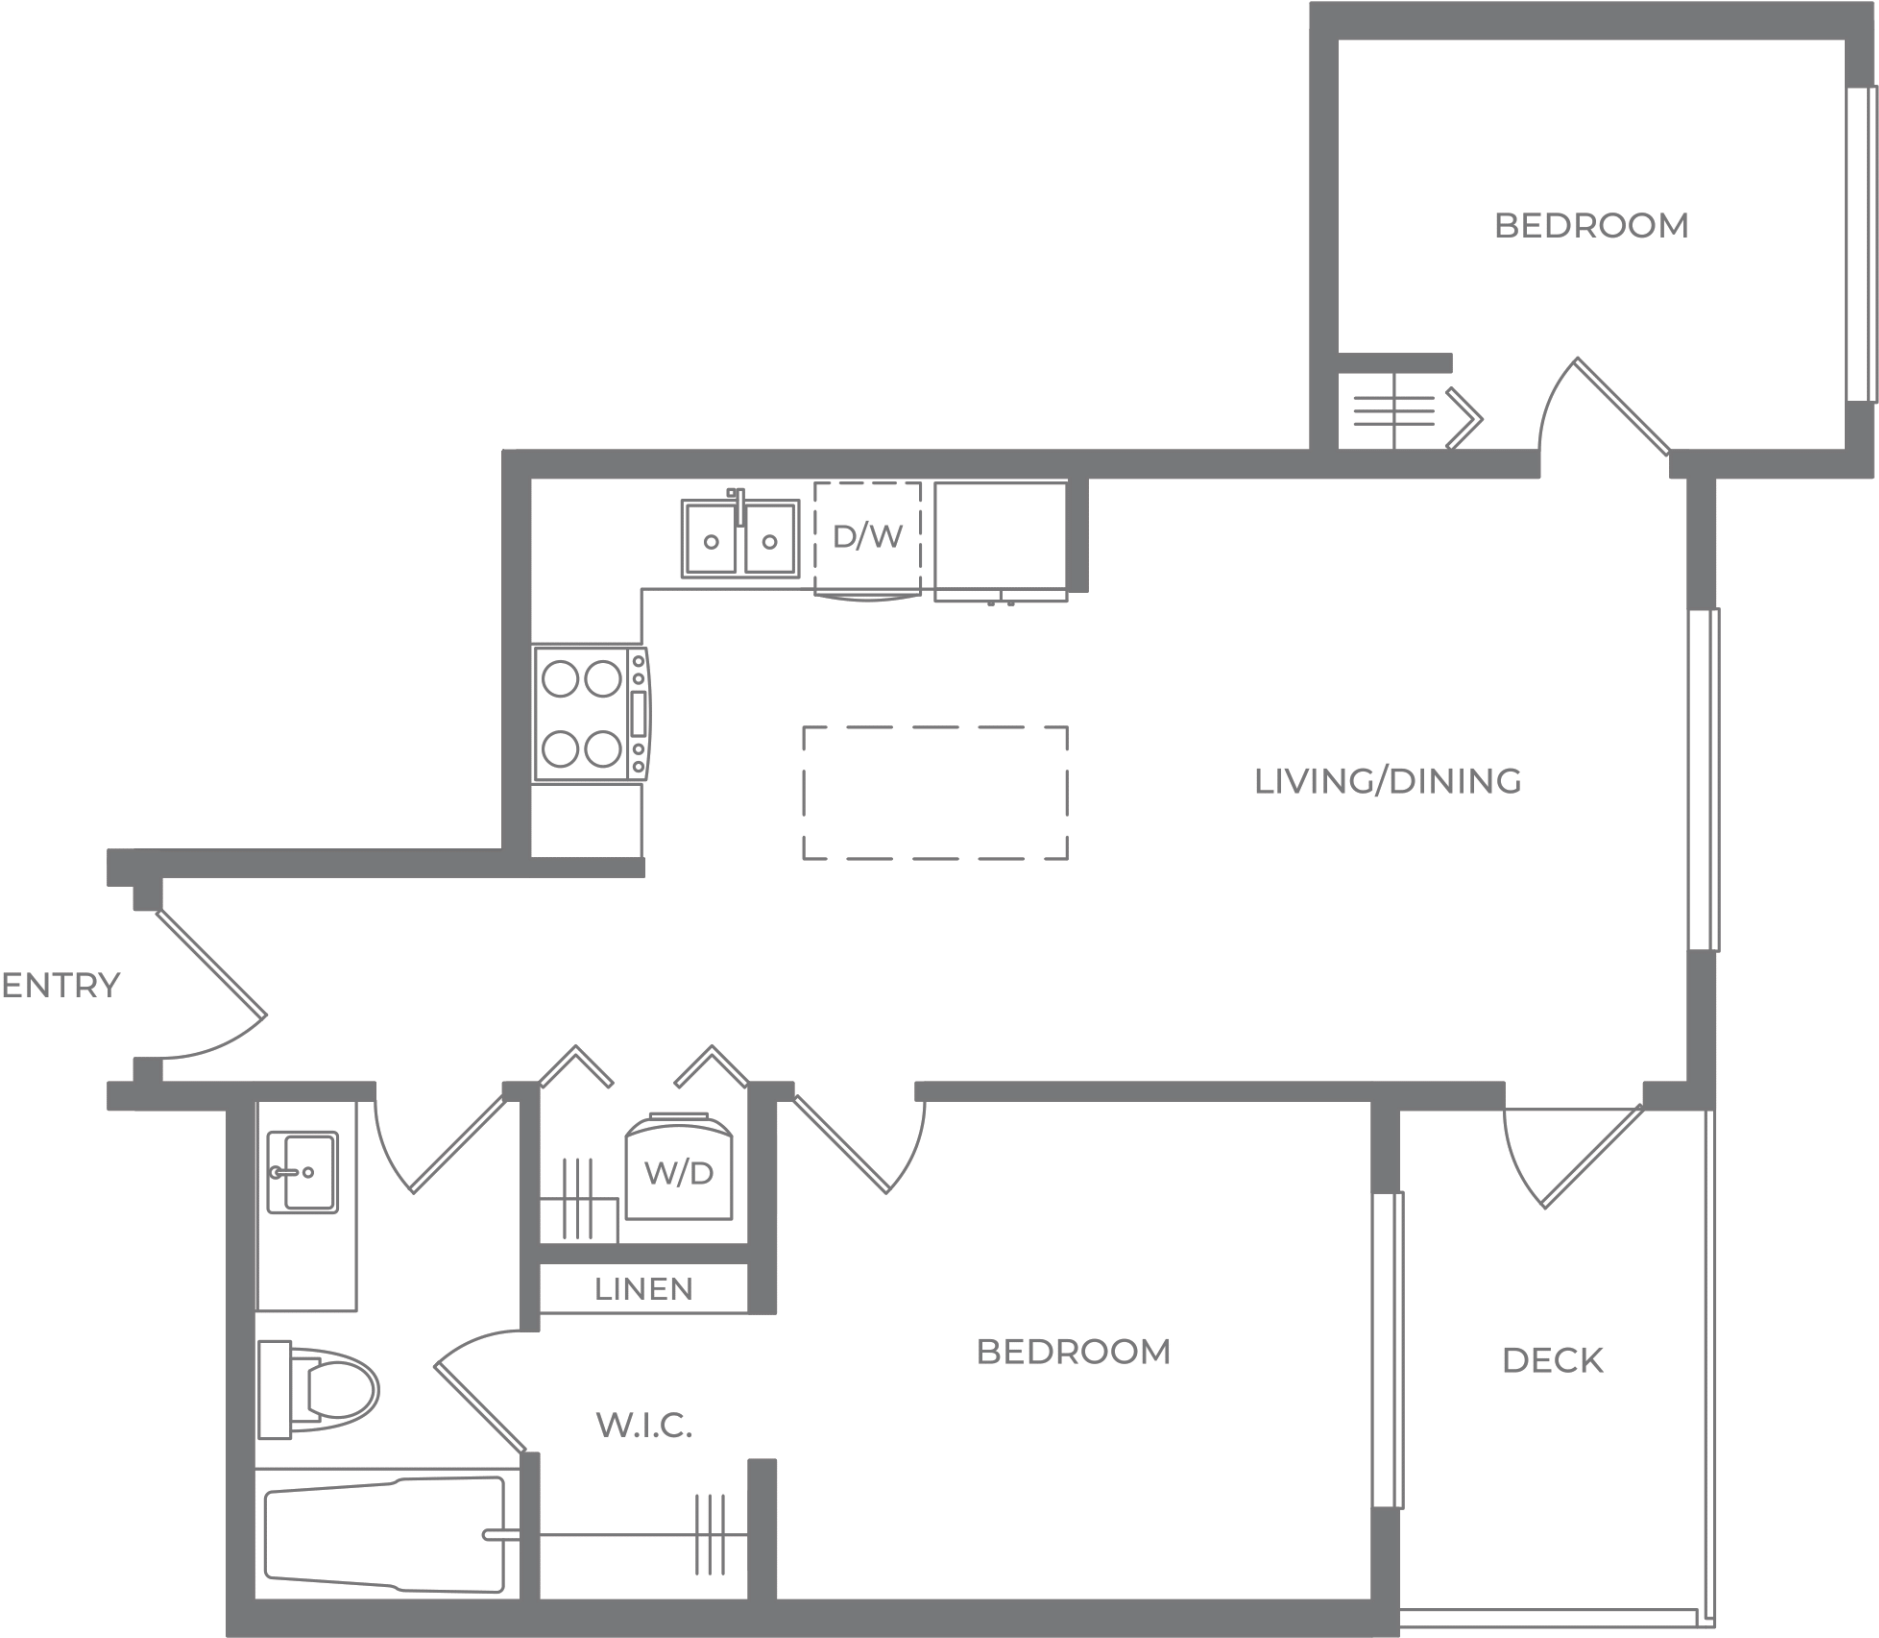 BEDROOM
D/W
LIVING/DINING
ENTRY
W/D
LINEN
BEDROOM
DECK
W.I.C.